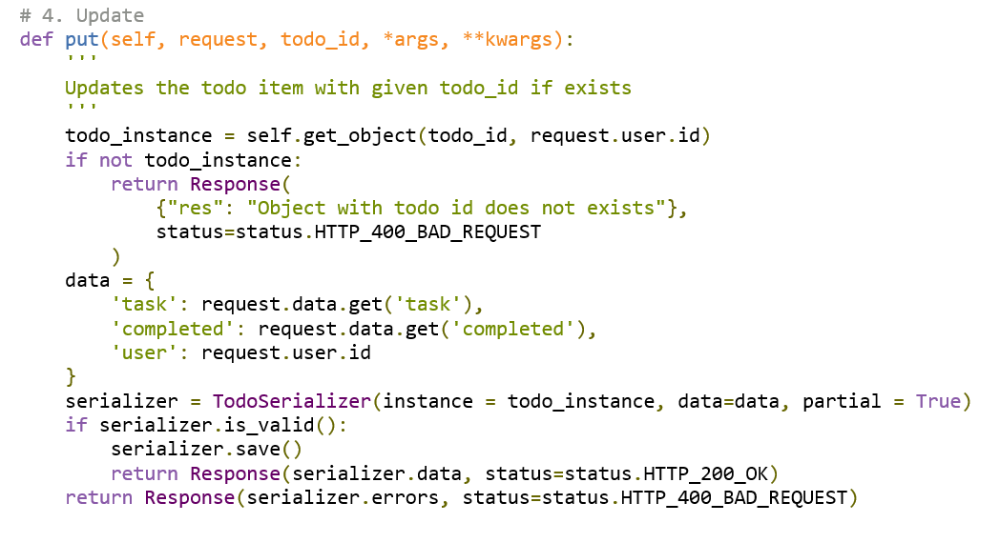 # 4. Update
def put(self, request, todo_id, *args, **kwargs):
    '''
    Updates the todo item with given todo_id if exists
    '''
    todo_instance = self.get_object(todo_id, request.user.id)
    if not todo_instance:
        return Response(
            {"res": "Object with todo id does not exists"},
            status=status.HTTP_400_BAD_REQUEST
        )
    data = {
        'task': request.data.get('task'),
        'completed': request.data.get('completed'),
        'user': request.user.id
    }
    serializer = TodoSerializer(instance = todo_instance, data=data, partial = True)
    if serializer.is_valid():
        serializer.save()
        return Response(serializer.data, status=status.HTTP_200_OK)
    return Response(serializer.errors, status=status.HTTP_400_BAD_REQUEST)